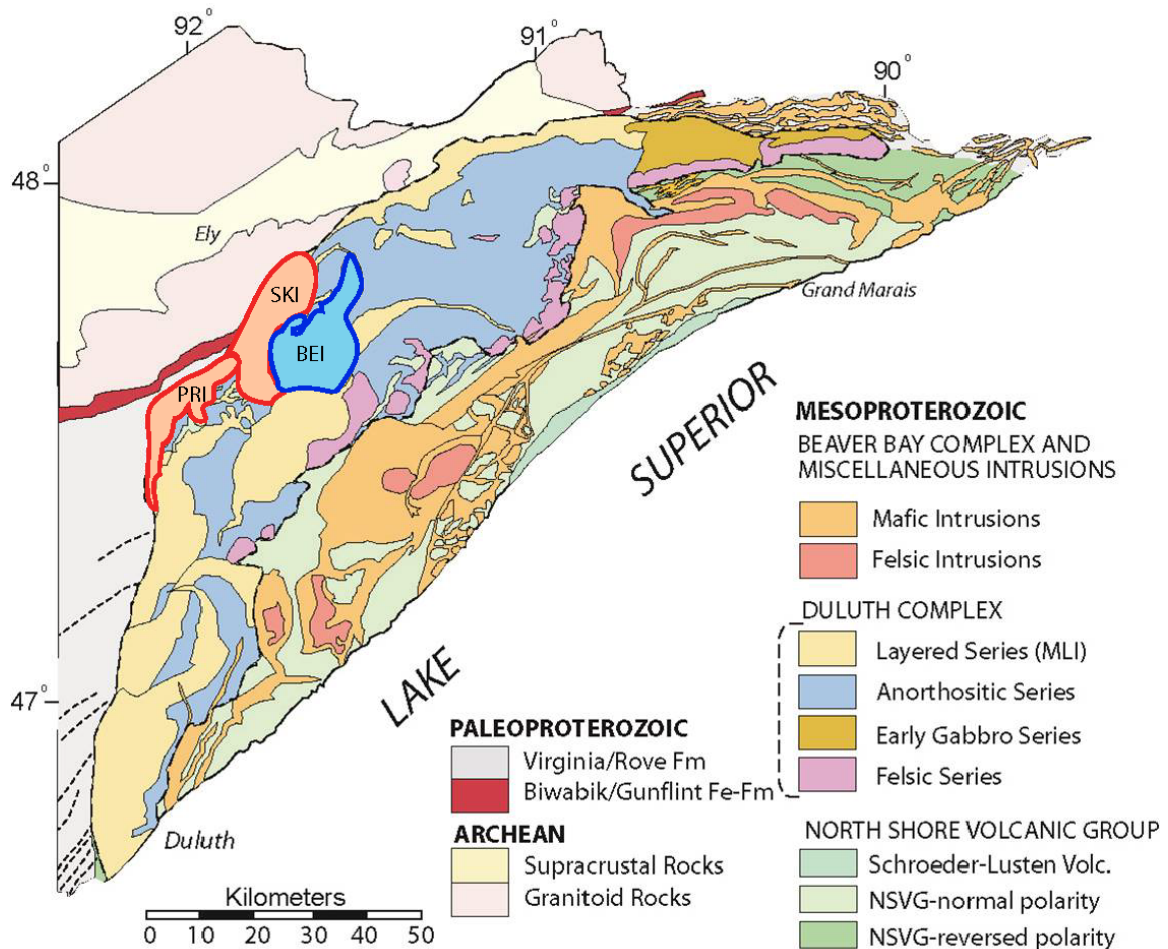 92°
91°
90°
48°
Ely
SKI
Grand Marais
BEI
PRI
SUPERIOR
LAKE
47°
Duluth
MESOPROTEROZOIC
BEAVER BAY COMPLEX AND
MISCELLANEOUS INTRUSIONS
Mafic Intrusions
Felsic Intrusions
DULUTH COMPLEX
Layered Series (MLI)
Anorthositic Series
Early Gabbro Series
Felsic Series
NORTH SHORE VOLCANIC GROUP
Schroeder-Lusten Volc.
NSVG-normal polarity
NSVG-reversed polarity
PALEOPROTEROZOIC
Virginia/Rove Fm
Biwabik/Gunflint Fe-Fm
ARCHEAN
Supracrustal Rocks
Granitoid Rocks
Kilometers
0 10 20 30 40 50